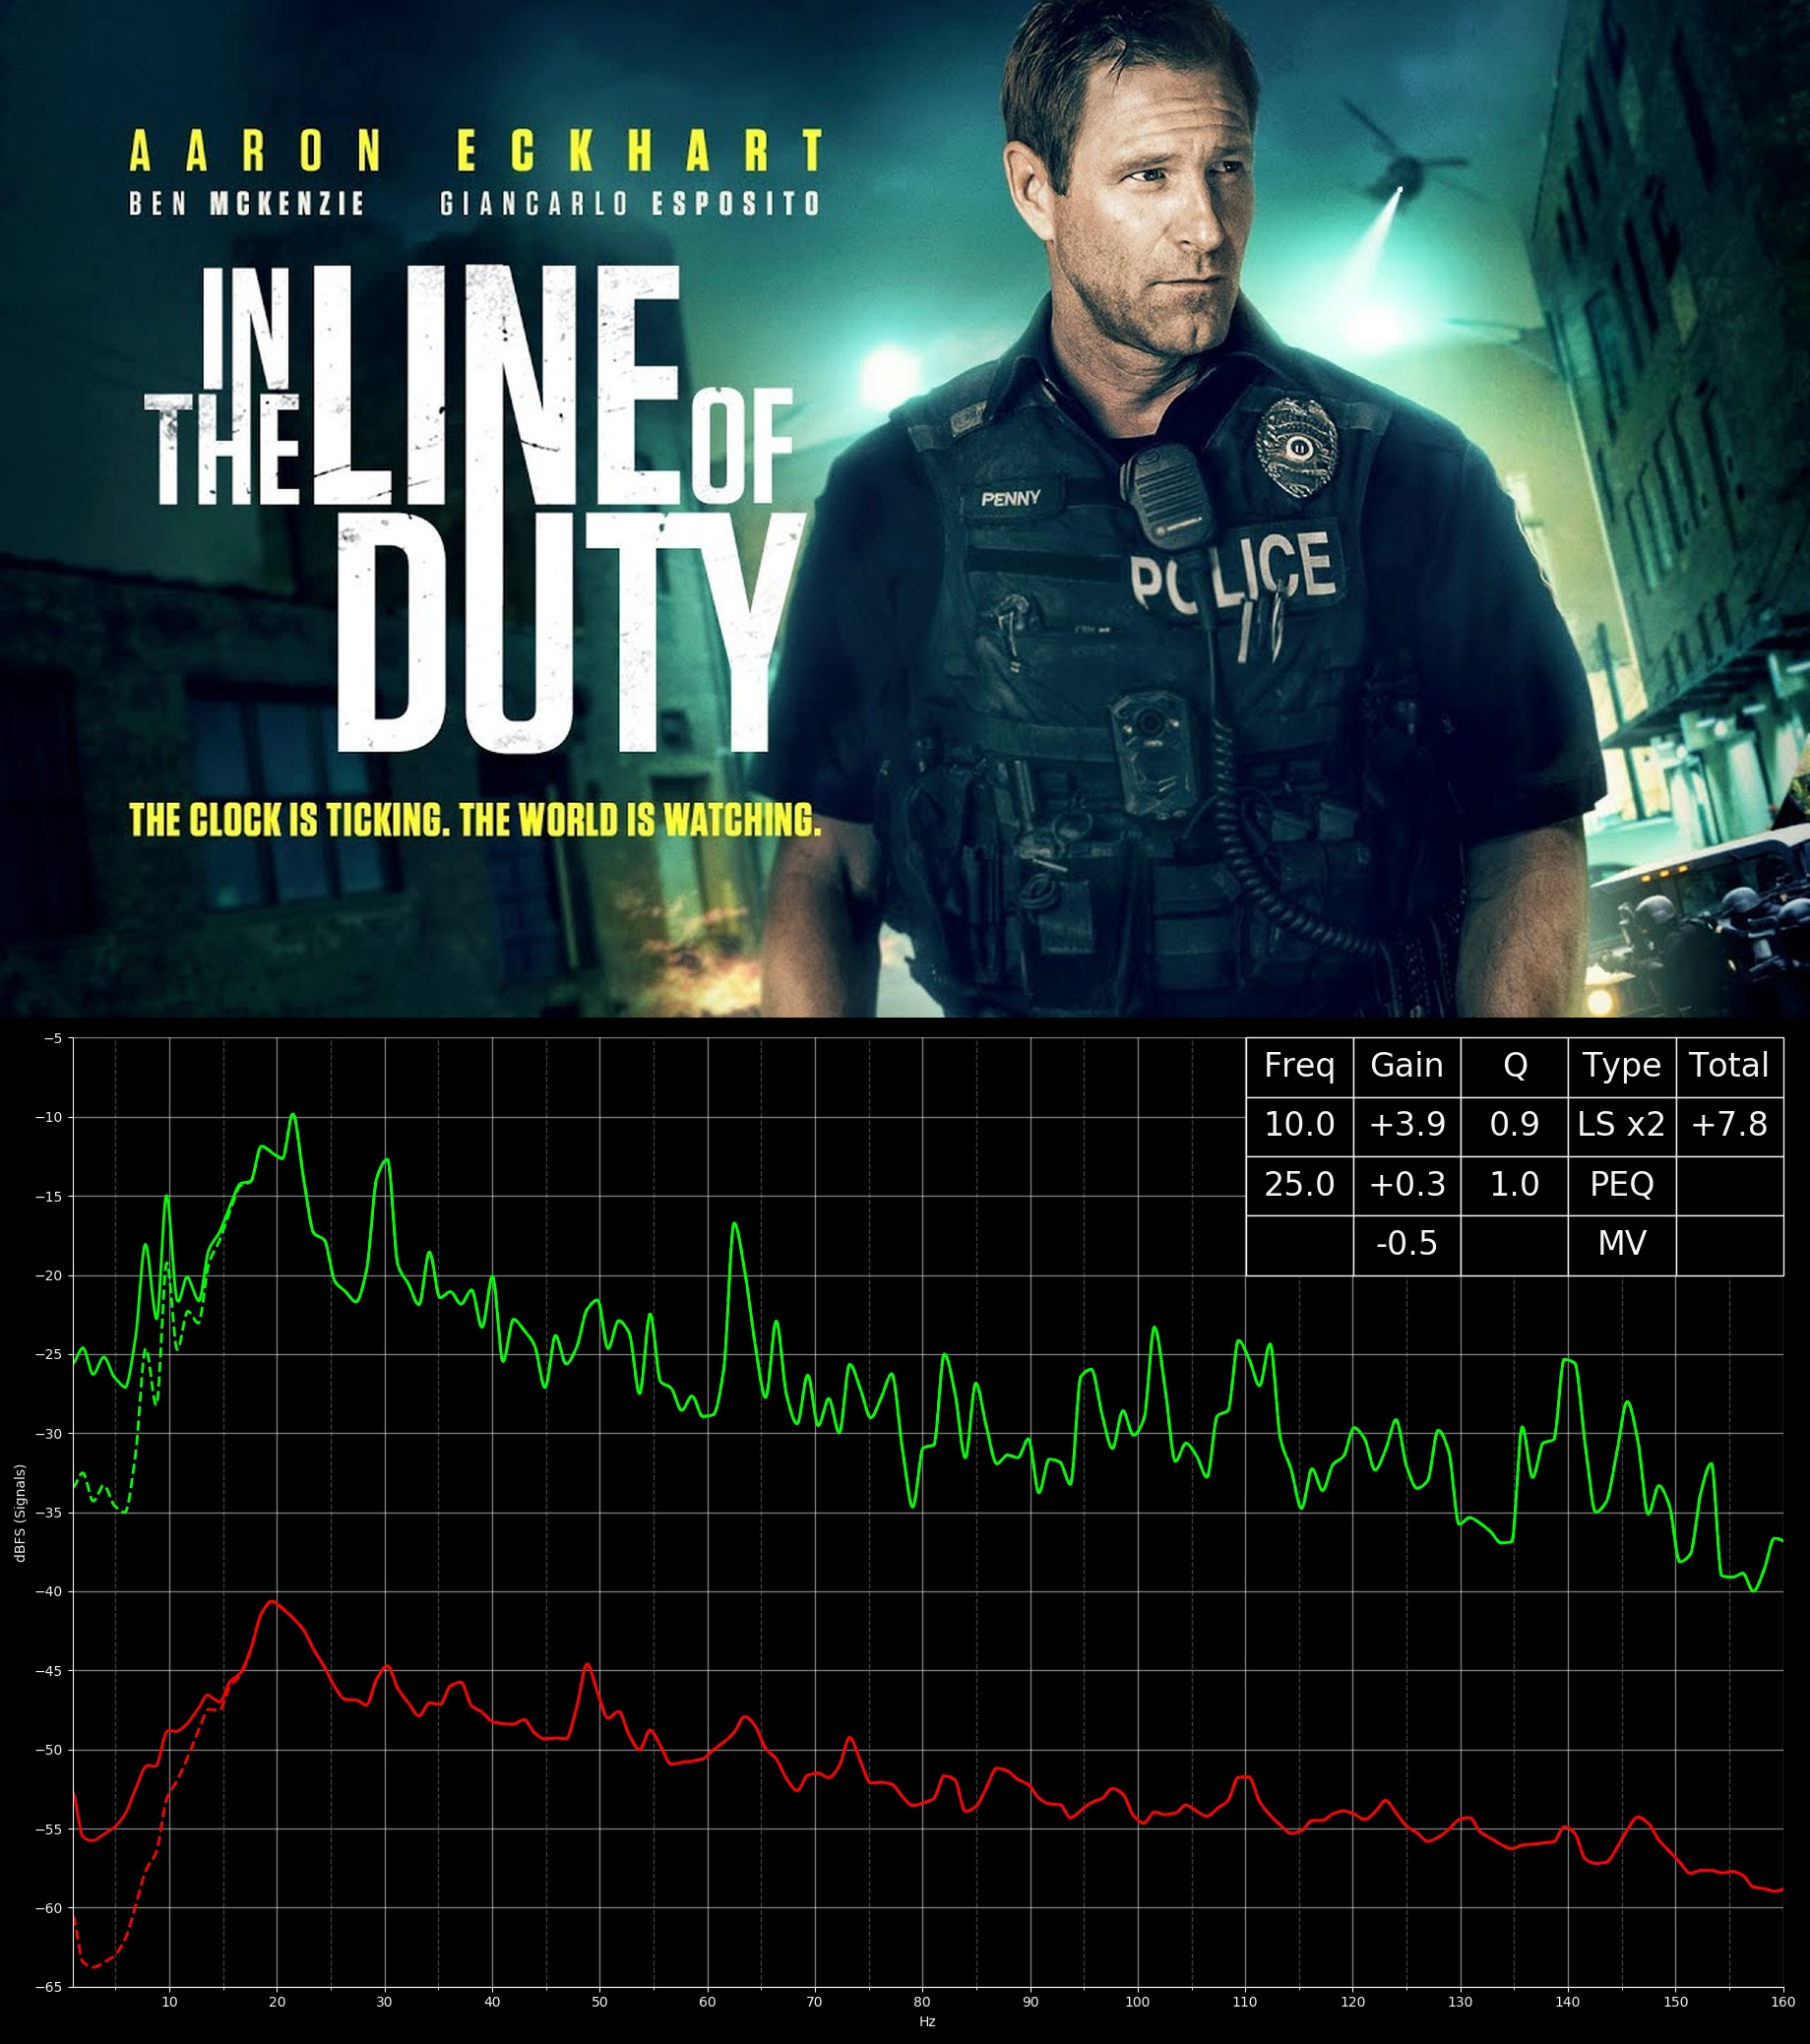 AARON ECKHART
BEN MCKENZIE GIANCARLO ESPOSITO
IN
THE LINE OF
DUTY
THE CLOCK IS TICKING. THE WORLD IS WATCHING.
PENNY
POLICE
Freq Gain Q Type Total
10.0 +3.9 0.9 LS x2 +7.8
25.0 +0.3 1.0 PEQ
-0.5 MV
−5
−10
−15
−20
−25
−30
−35
−40
−45
−50
−55
−60
−65
dBFS (Signals)
10 20 30 40 50 60 70 80 90 100 110 120 130 140 150 160
Hz